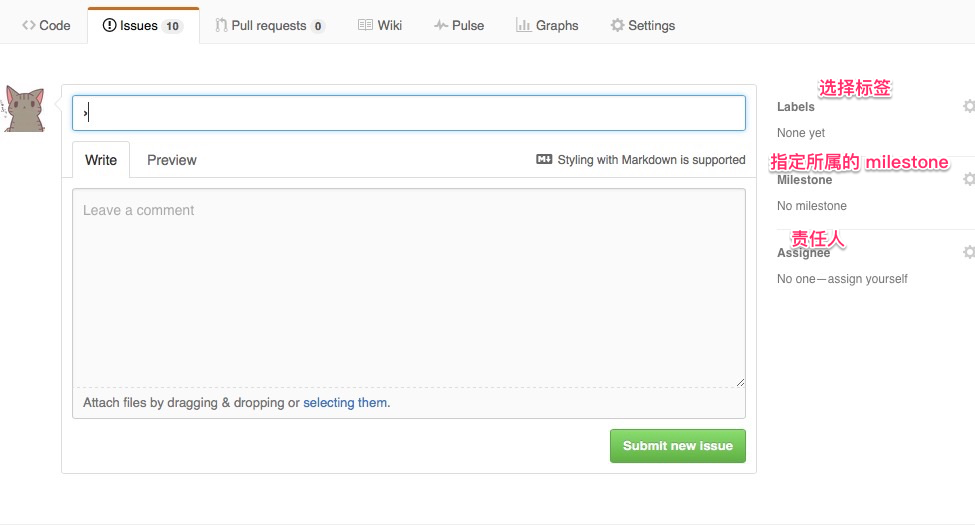 Code Issues 10 Pull requests 0 Wiki Pulse Graphs Settings
›
Write Preview Styling with Markdown is supported
Leave a comment
Attach files by dragging & dropping or selecting them.
Submit new issue
选择标签
Labels
None yet
指定所属的 milestone
Milestone
No milestone
责任人
Assignee
No one—assign yourself